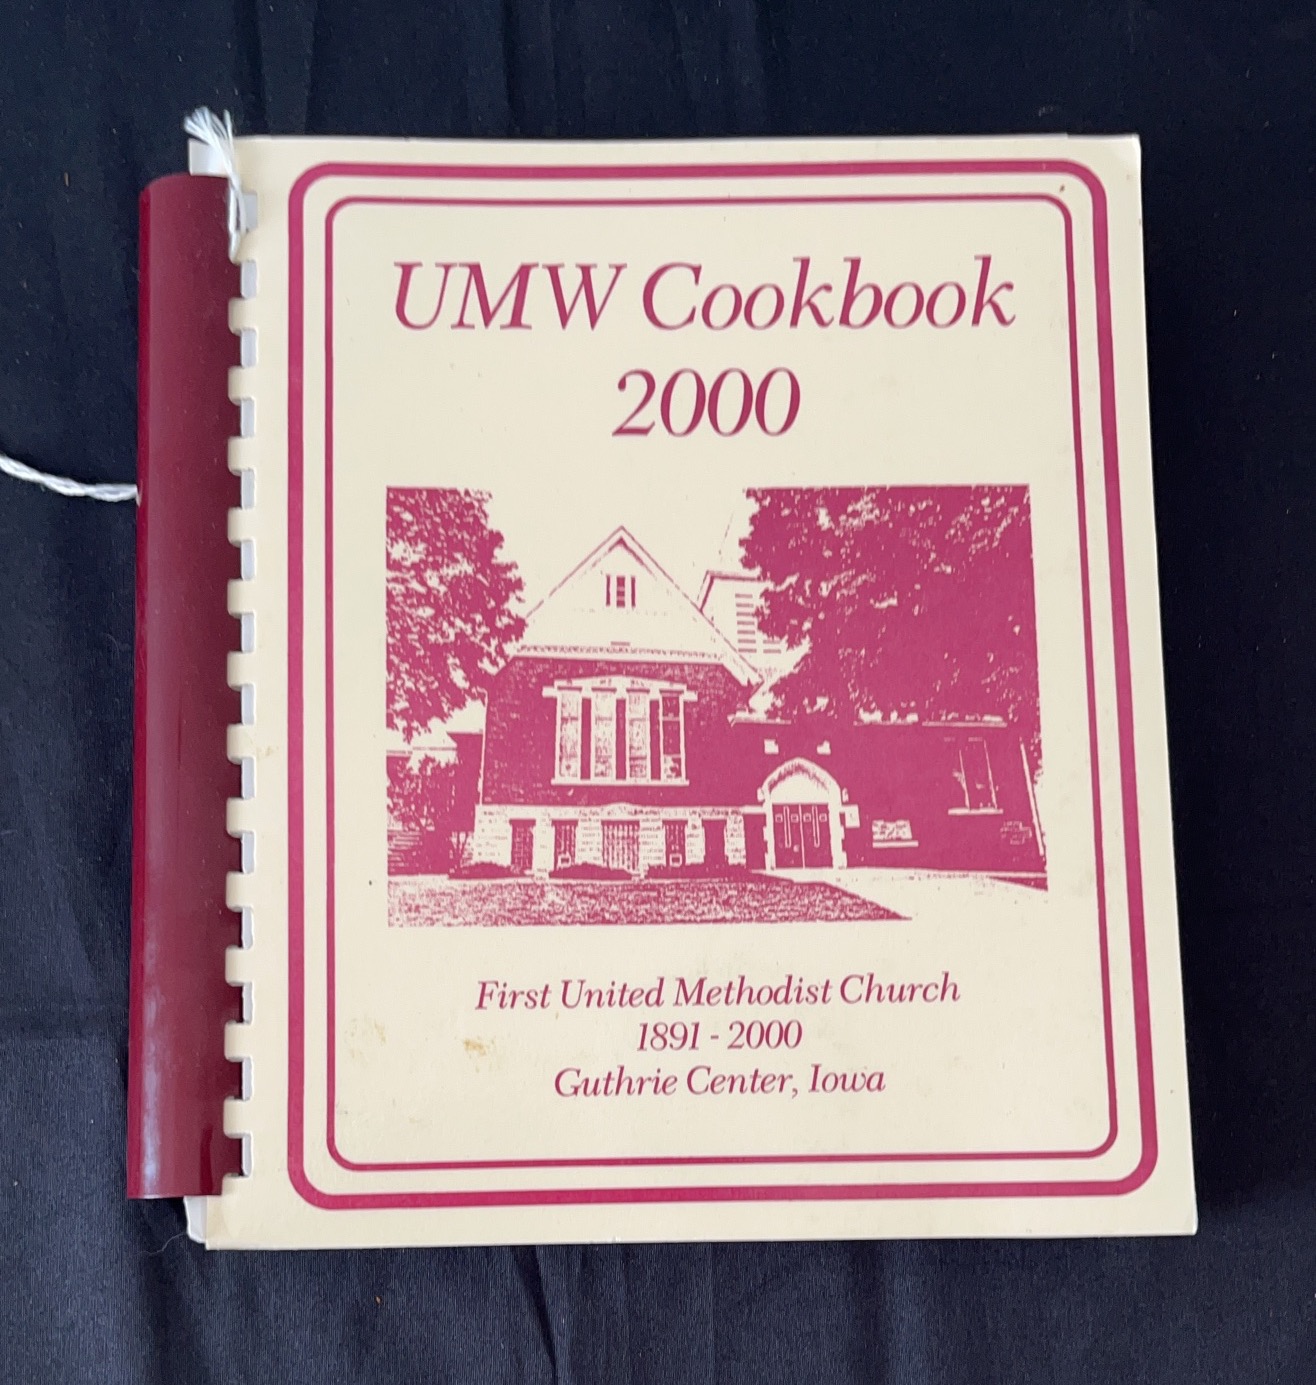 UMW Cookbook
2000
First United Methodist Church
1891 - 2000
Guthrie Center, Iowa